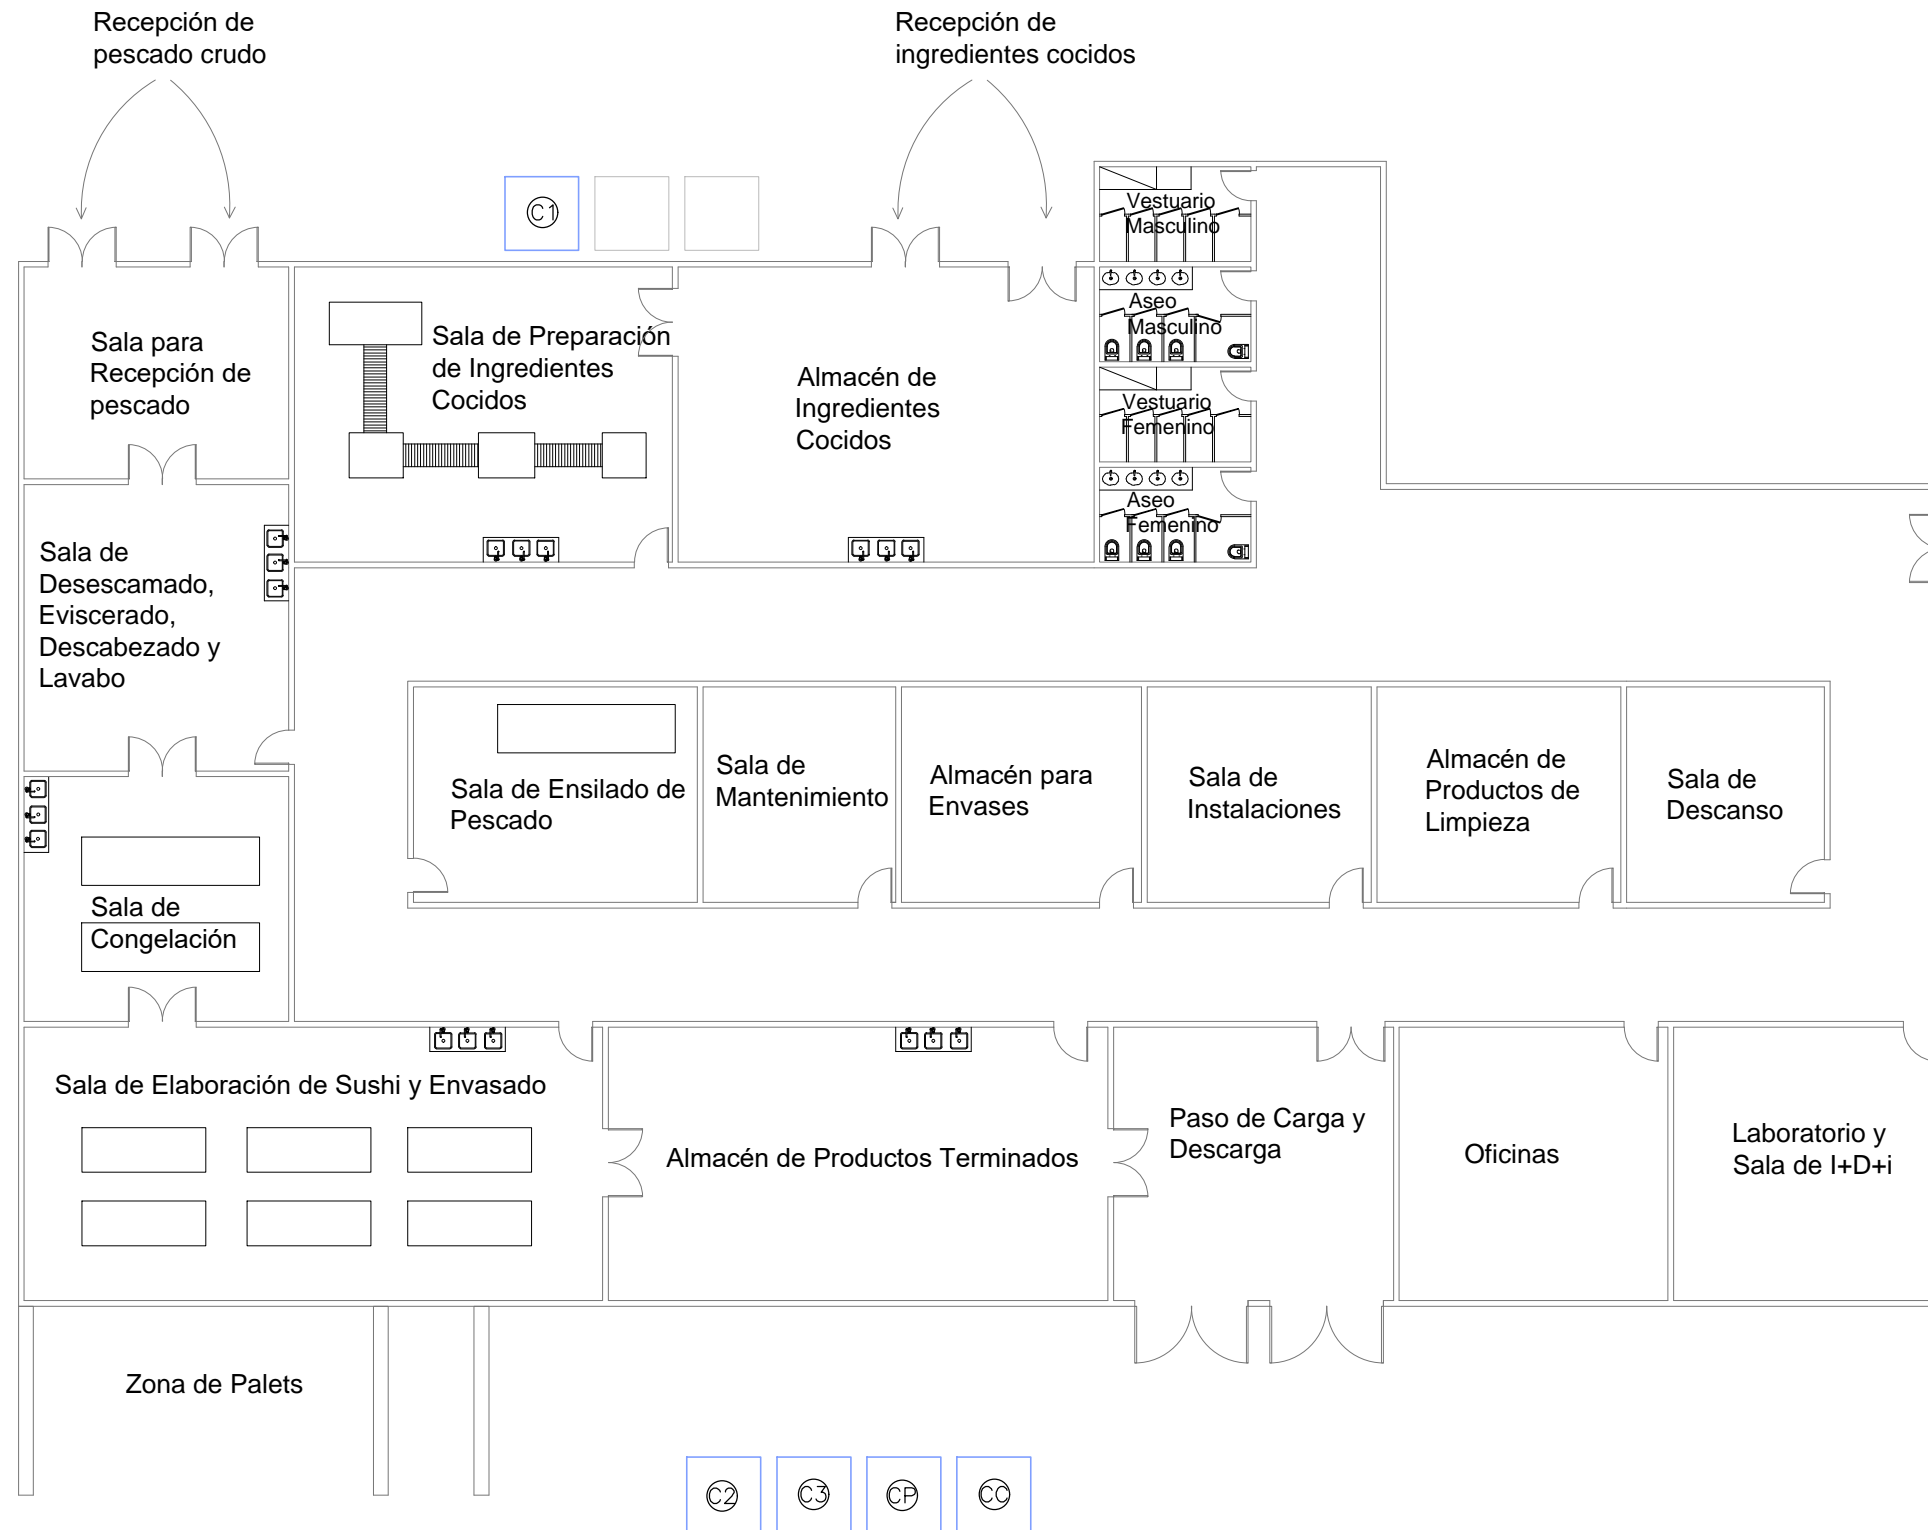 Recepción de
pescado crudo
Recepción de
ingredientes cocidos
C1
Vestuario
Masculino
Aseo
Masculino
Vestuario
Femenino
Aseo
Femenino
Sala para
Recepción de
pescado
Sala de Preparación
de Ingredientes
Cocidos
Almacén de
Ingredientes
Cocidos
Sala de
Desescamado,
Eviscerado,
Descabezado y
Lavabo
Sala de Ensilado de
Pescado
Sala de
Mantenimiento
Almacén para
Envases
Sala de
Instalaciones
Almacén de
Productos de
Limpieza
Sala de
Descanso
Sala de
Congelación
Sala de Elaboración de Sushi y Envasado
Almacén de Productos Terminados
Paso de Carga y
Descarga
Oficinas
Laboratorio y
Sala de I+D+i
Zona de Palets
C2
C3
CP
CC